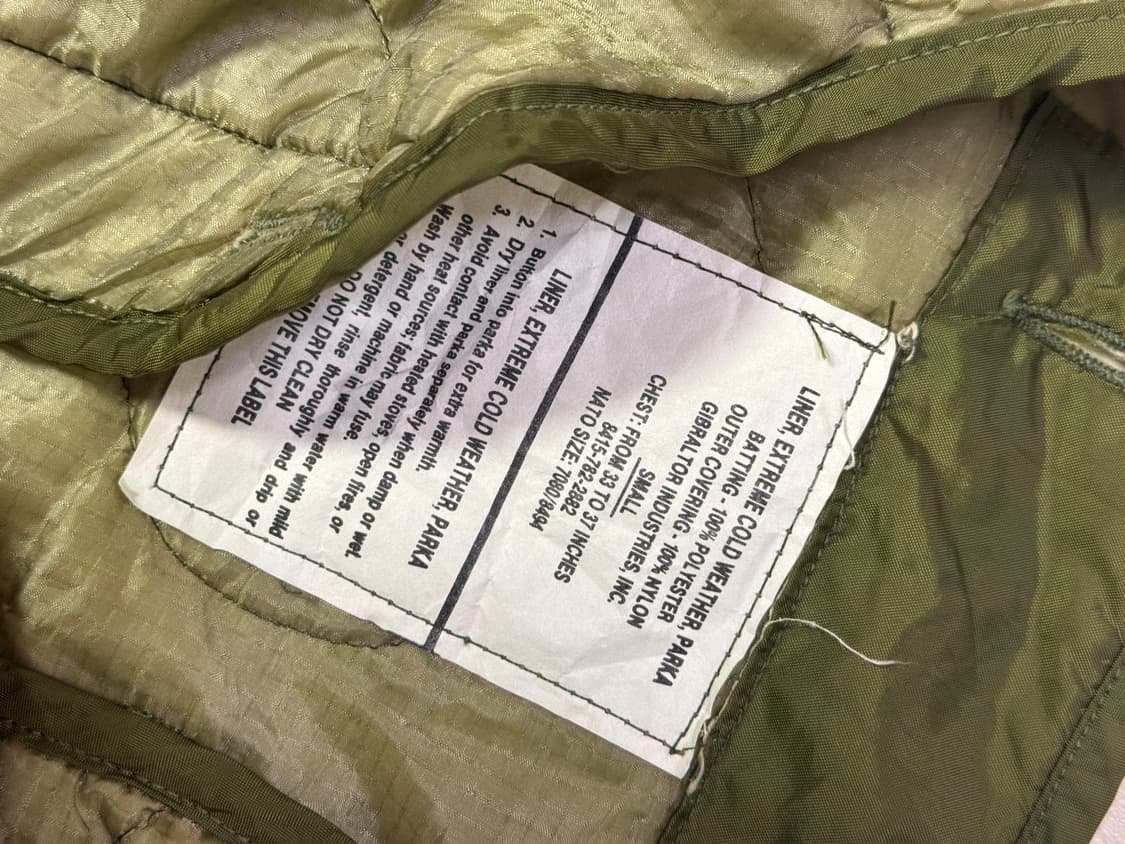 LINER, EXTREME COLD WEATHER, PARKA
BATTING - 100% POLYESTER
OUTER COVERING - 100% NYLON
GIBRALTOR INDUSTRIES, INC.
SMALL
CHEST: FROM 33 TO 37 INCHES
8415-782-2882
NATO SIZE: 7080/8494
LINER, EXTREME COLD WEATHER, PARKA
1. Button into parka for extra warmth.
2. Dry liner and parka separately when damp or wet.
3. Avoid contact with heated stoves, open fires, or
other heat sources; fabric may fuse.
Wash by hand or machine in warm water with mild
or detergent, rinse thoroughly and drip or
DO NOT DRY CLEAN
THIS LABEL